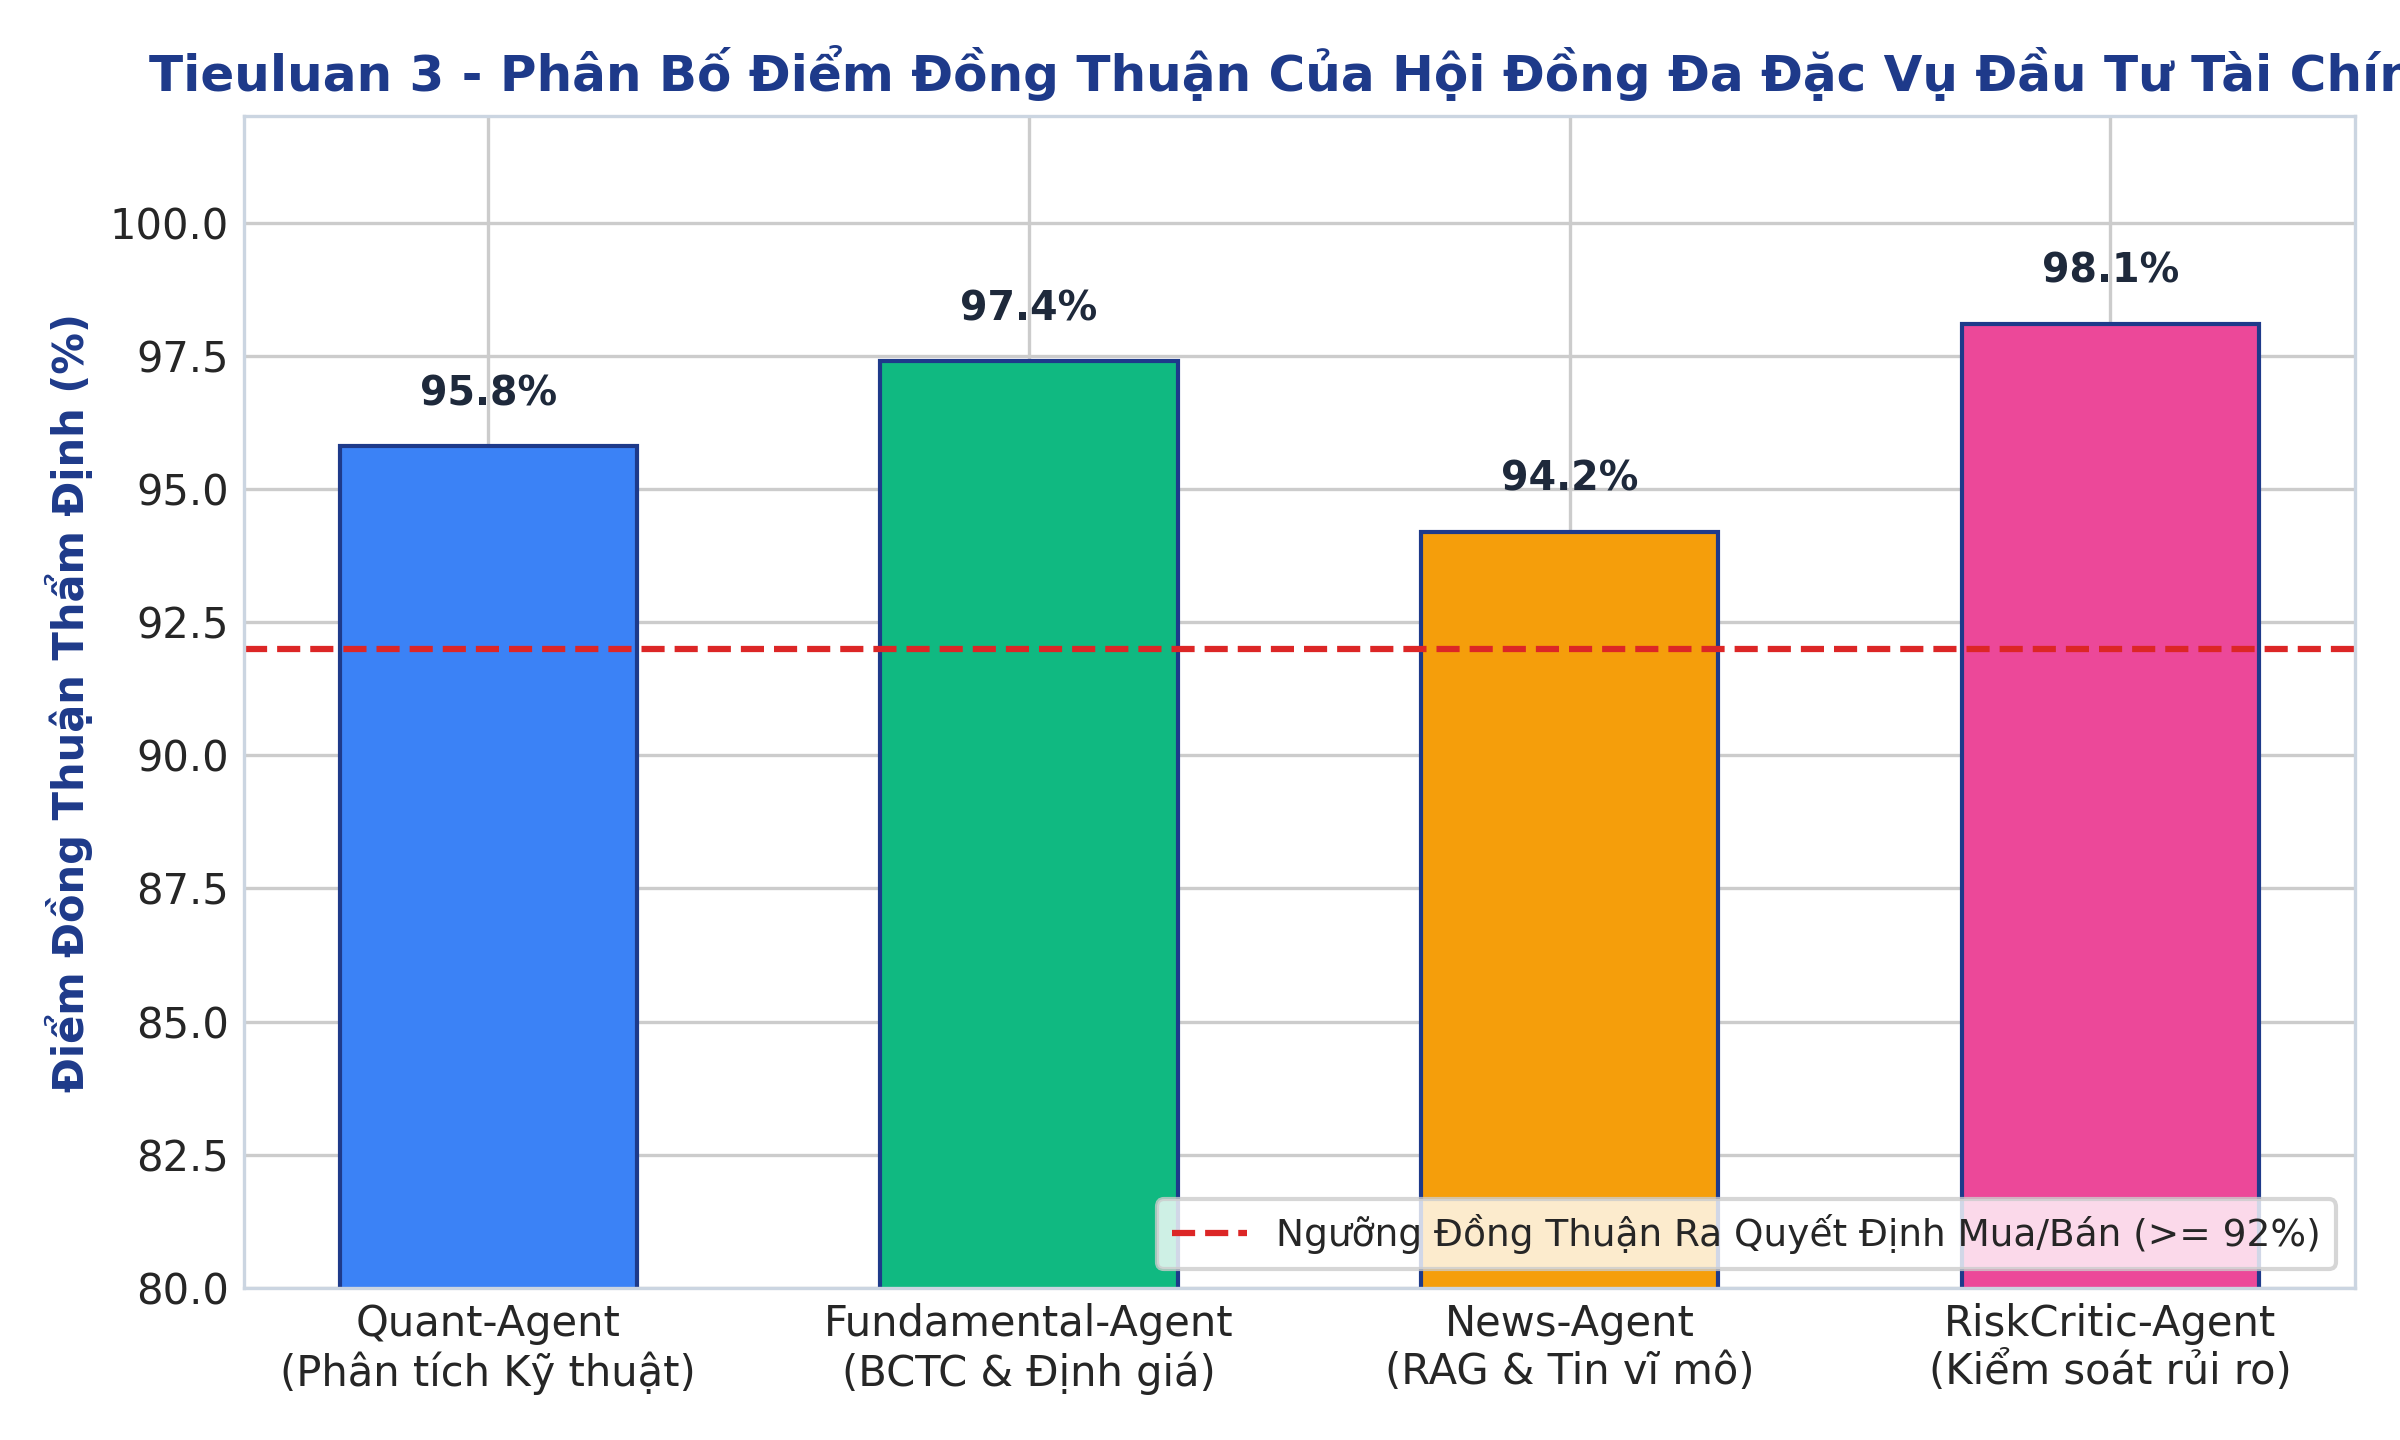 Tieuluan 3 - Phân Bố Điểm Đồng Thuận Của Hội Đồng Đa Đặc Vụ Đầu Tư Tài
Điểm Đồng Thuận Thẩm Định (%)
100.0
97.5
95.0
92.5
90.0
87.5
85.0
82.5
80.0
95.8%
97.4%
94.2%
98.1%
Ngưỡng Đồng Thuận Ra Quyết Định Mua/Bán (>= 92%)
Quant-Agent
(Phân tích Kỹ thuật)
Fundamental-Agent
(BCTC & Định giá)
News-Agent
(RAG & Tin vĩ mô)
RiskCritic-Agent
(Kiểm soát rủi ro)